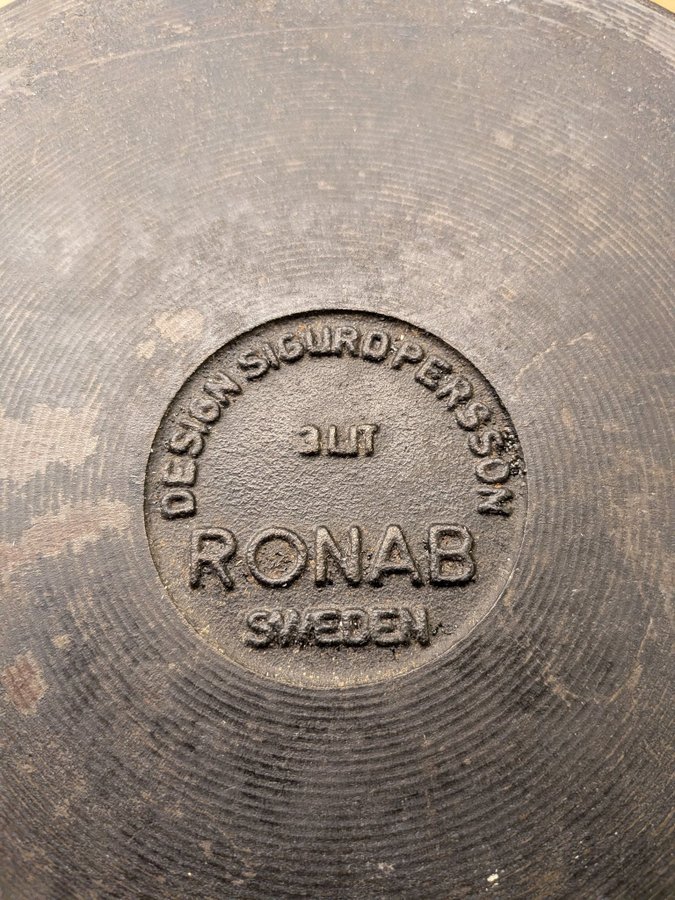 DESIGN SIGURD PERSSON
3 LIT
RONAB
SWEDEN